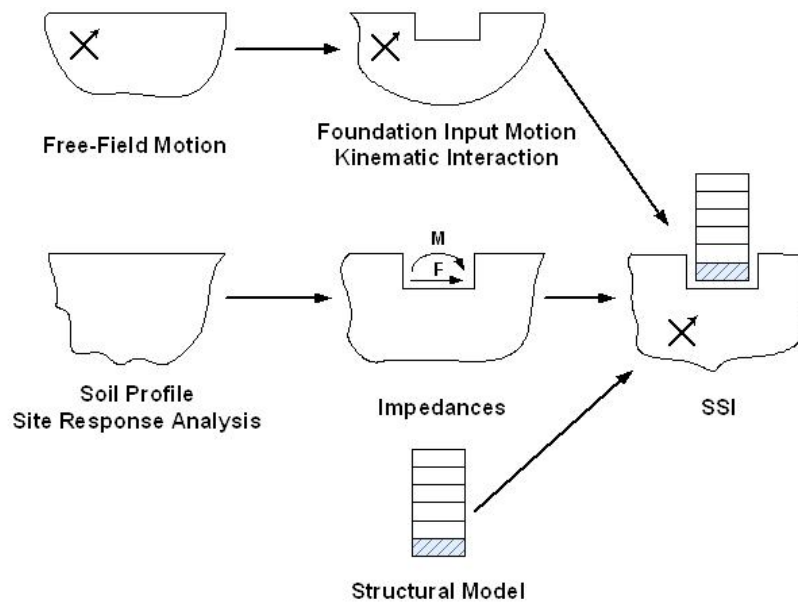 Free-Field Motion
Foundation Input Motion
Kinematic Interaction
M
F
Soil Profile
Site Response Analysis
Impedances
SSI
Structural Model